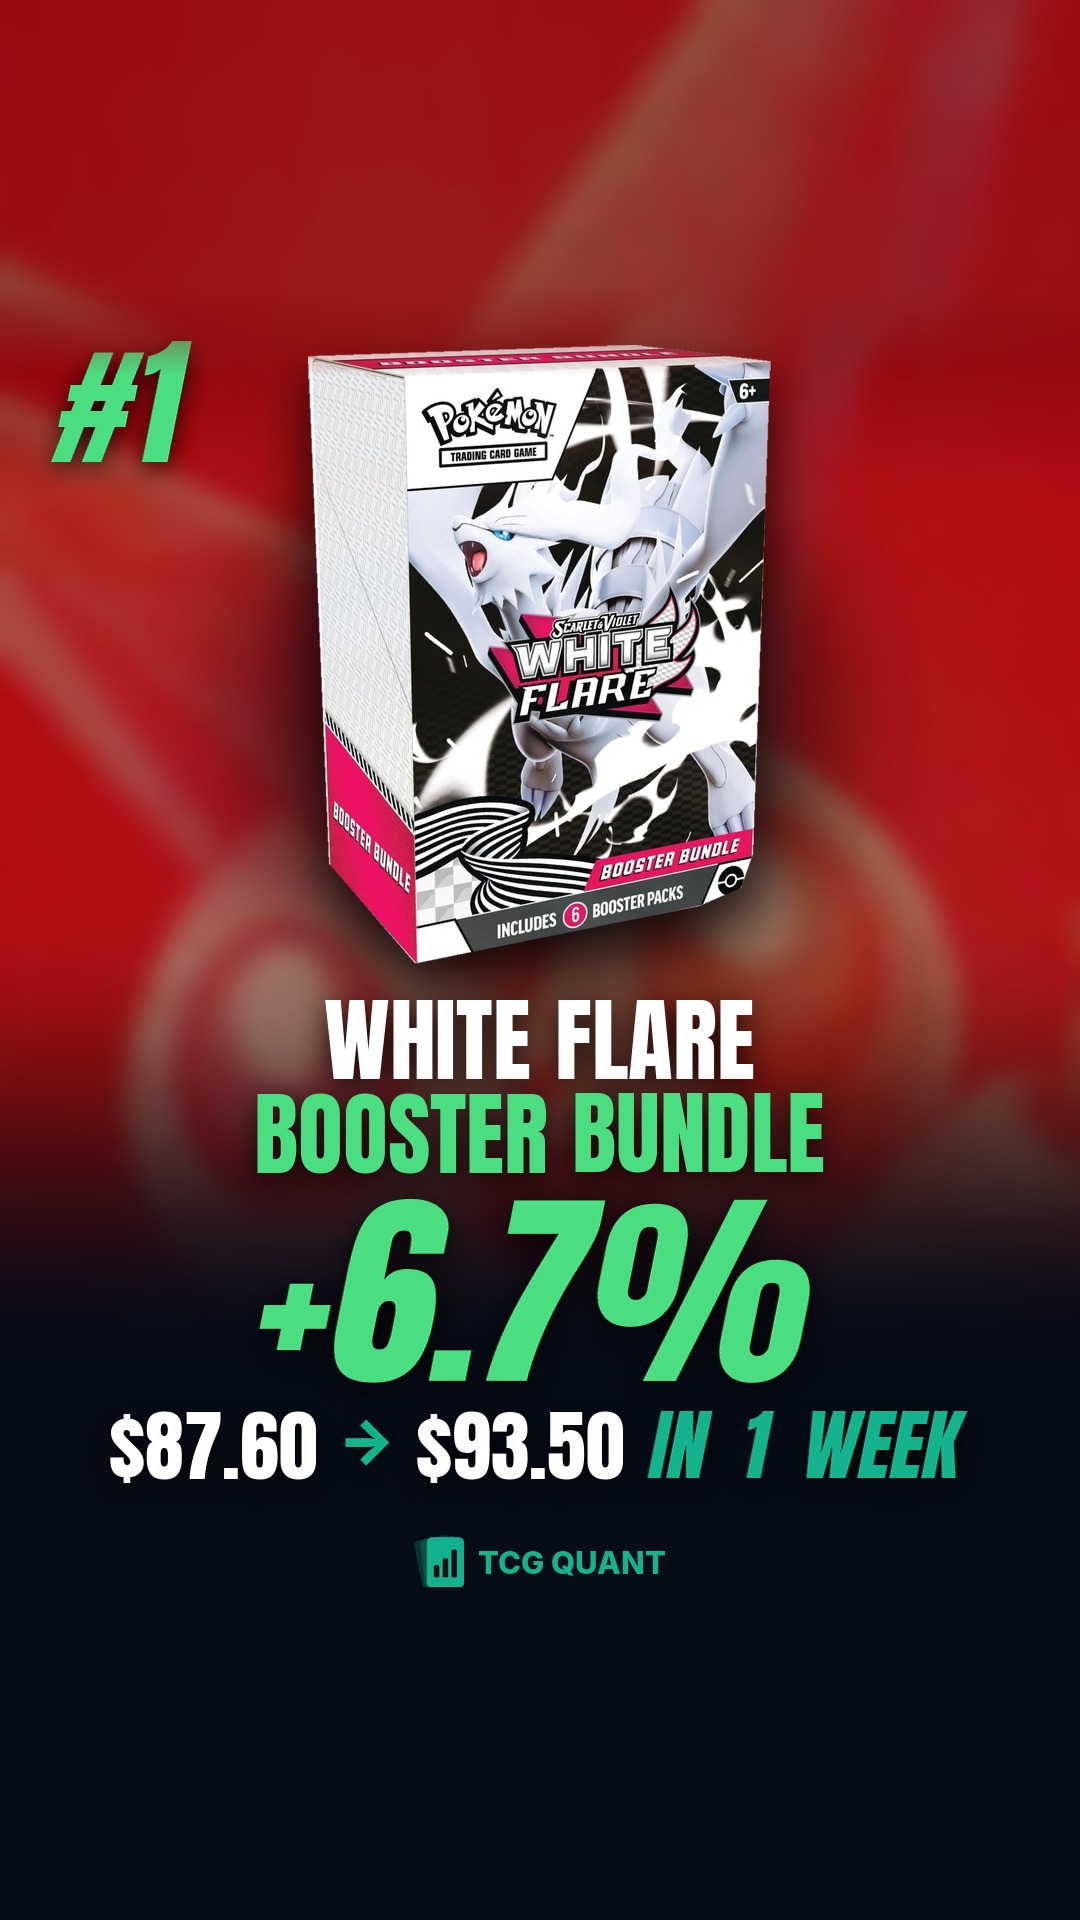 #1
BOOSTER BUNDLE
6+
POKéMON
TRADING CARD GAME
SCARLET & VIOLET
WHITE
FLARE
BOOSTER BUNDLE
BOOSTER BUNDLE
INCLUDES 6 BOOSTER PACKS
WHITE FLARE
BOOSTER BUNDLE
+6.7%
$87.60 → $93.50 IN 1 WEEK
TCG QUANT